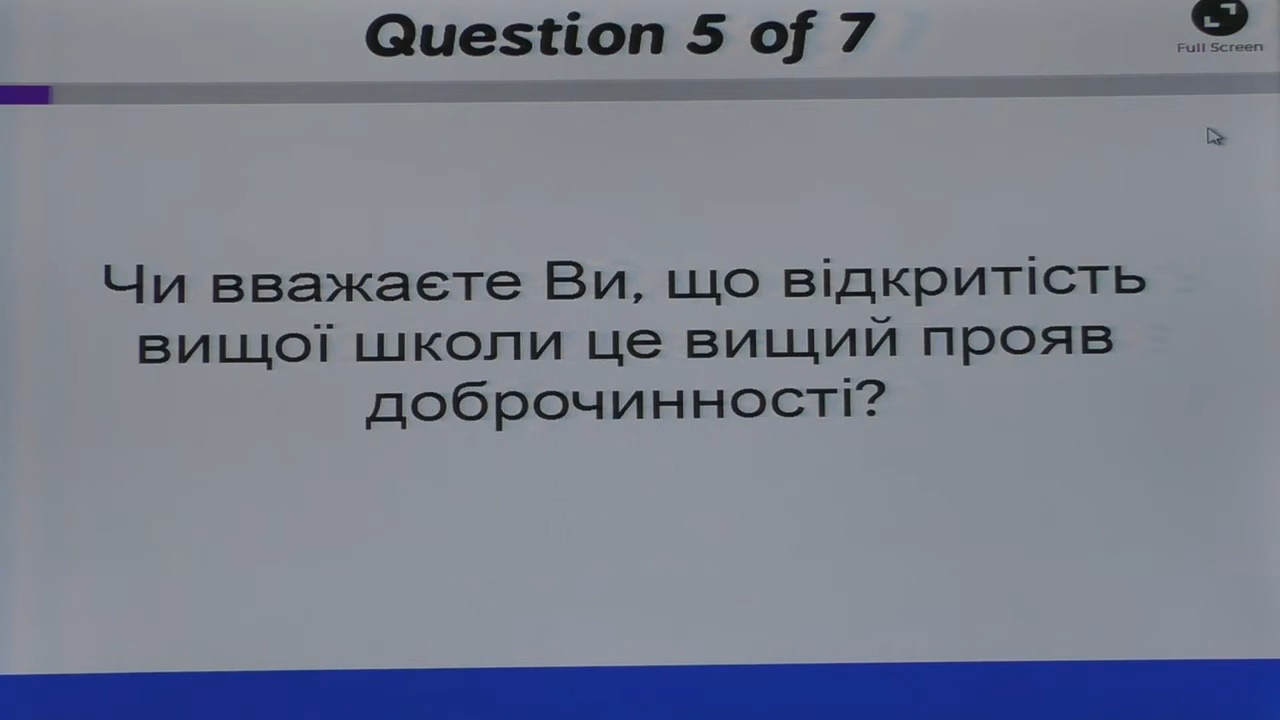 Question 5 of 7
Full Screen
Чи вважаєте Ви, що відкритість
вищої школи це вищий прояв
доброчинності?